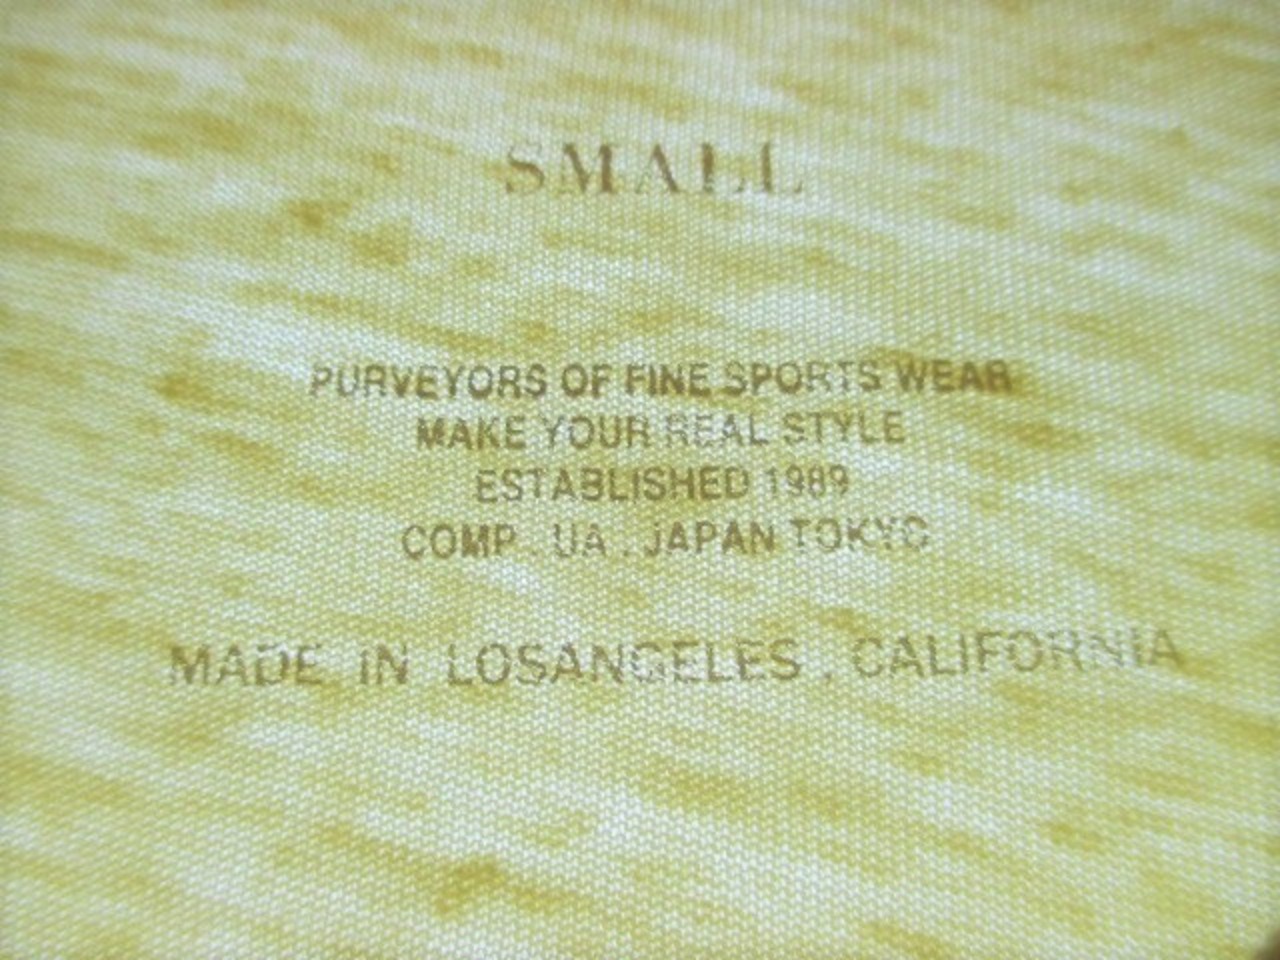 SMALL
PURVEYORS OF FINE SPORTS WEAR
MAKE YOUR REAL STYLE
ESTABLISHED 1989
COMP . UA . JAPAN TOKYO
MADE IN LOSANGELES , CALIFORNIA